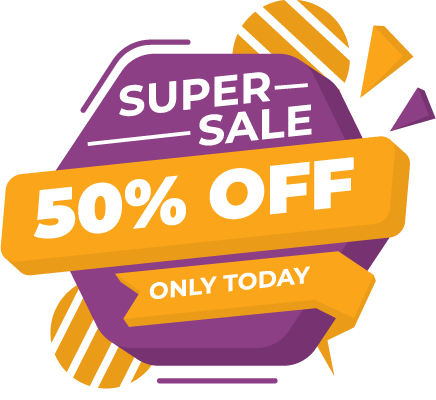 SUPER
SALE
50% OFF
ONLY TODAY